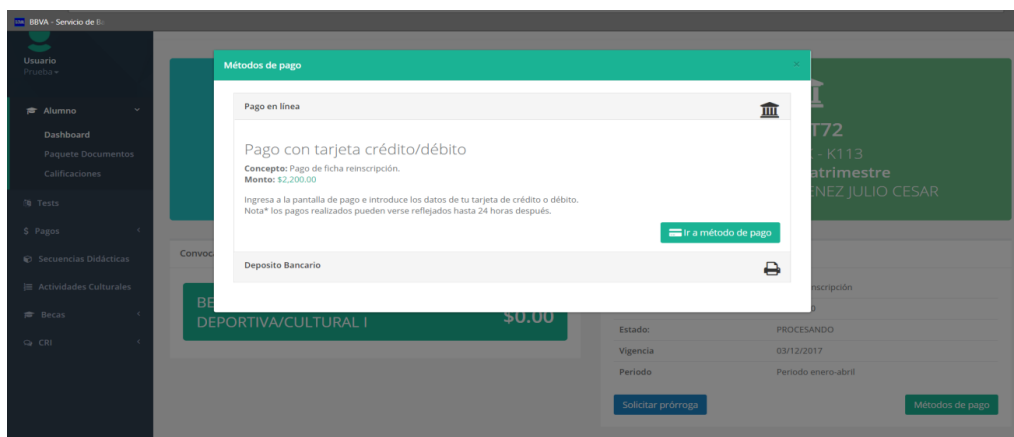 BBVA - Servicio de Ba
Usuario
Prueba
Alumno
Dashboard
Paquete Documentos
Calificaciones
Tests
Pagos
Secuencias Didácticas
Actividades Culturales
Becas
CRI
Métodos de pago
×
Pago en línea
Pago con tarjeta crédito/débito
Concepto: Pago de ficha reinscripción.
Monto: $2,200.00
Ingresa a la pantalla de pago e introduce los datos de tu tarjeta de crédito o débito.
Nota* los pagos realizados pueden verse reflejados hasta 24 horas después.
Ir a método de pago
Deposito Bancario
T72
- K113
atrimestre
ENEZ JULIO CESAR
Convoc
BE
DEPORTIVA/CULTURAL I
$0.00
nscripción
Estado: PROCESANDO
Vigencia 03/12/2017
Periodo Periodo enero-abril
Solicitar prórroga
Métodos de pago